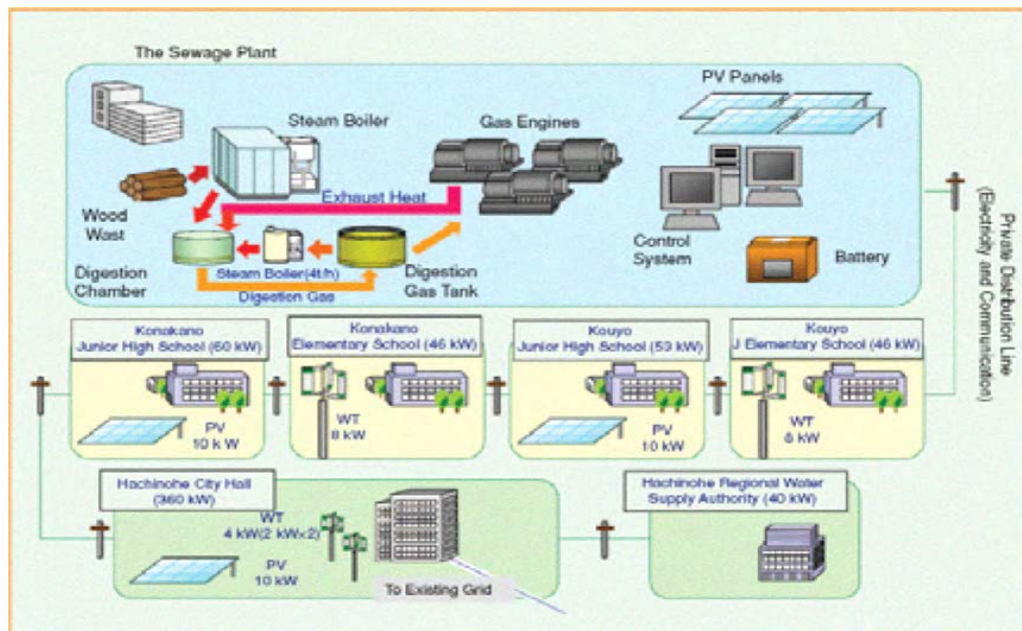 The Sewage Plant
PV Panels
Steam Boiler
Gas Engines
Exhaust Heat
Wood
Wast
Control
System
Battery
Digestion
Chamber
Steam Boiler(4t/h)
Digestion Gas
Digestion
Gas Tank
Private Distribution Line
(Electricity and Communication)
Konakano
Junior High School (60 kW)
PV
10 k W
Konakano
Elementary School (46 kW)
WT
8 kW
Kouyo
Junior High School (53 kW)
PV
10 kW
Kouyo
J Elementary School (46 kW)
WT
Hachinohe City Hall
(360 kW)
WT
4 kW(2 kW×2)
PV
10 kW
To Existing Grid
Hachinohe Regional Water
Supply Authority (40 kW)